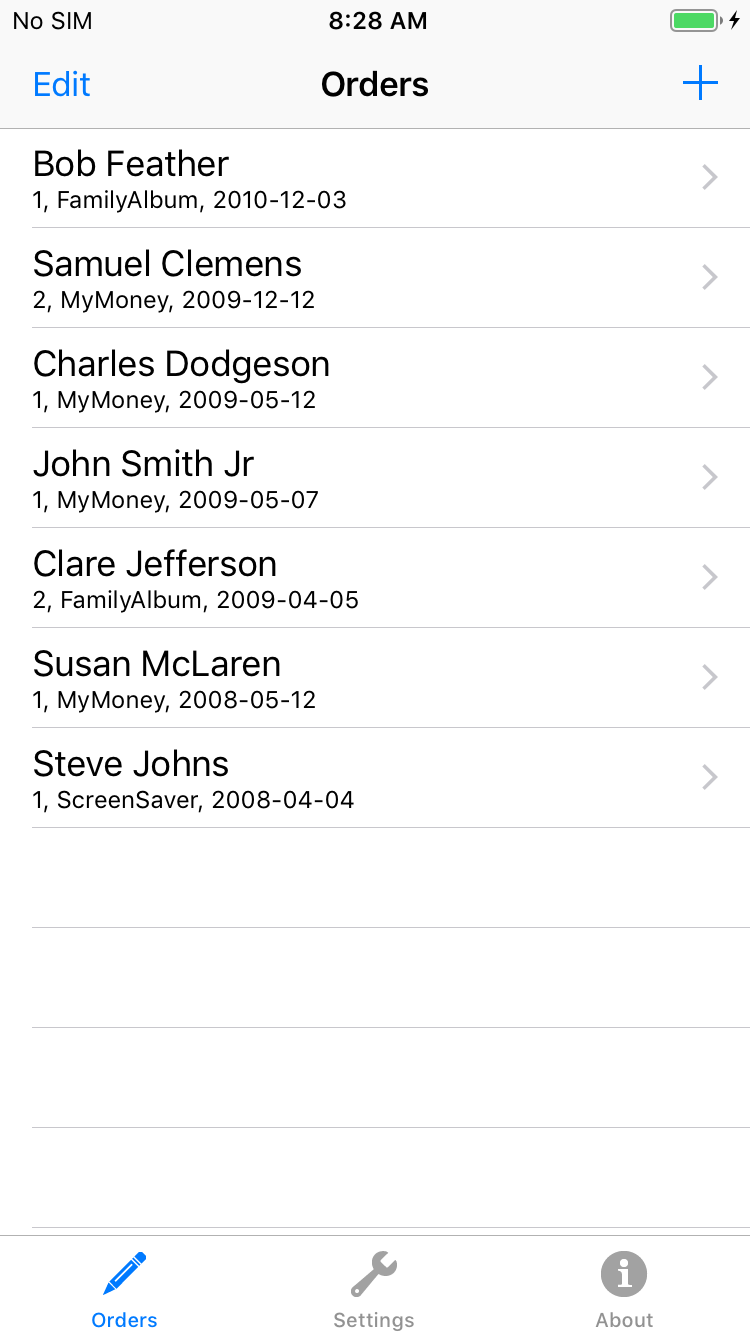 No SIM 8:28 AM
Edit Orders +
Bob Feather
1, FamilyAlbum, 2010-12-03
Samuel Clemens
2, MyMoney, 2009-12-12
Charles Dodgeson
1, MyMoney, 2009-05-12
John Smith Jr
1, MyMoney, 2009-05-07
Clare Jefferson
2, FamilyAlbum, 2009-04-05
Susan McLaren
1, MyMoney, 2008-05-12
Steve Johns
1, ScreenSaver, 2008-04-04
Orders Settings About